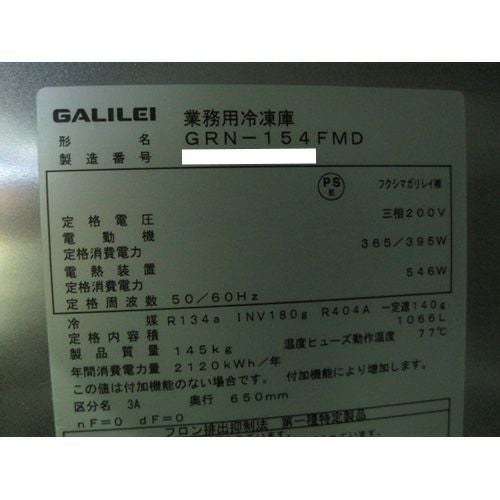 GALILEI 業務用冷凍庫
形名 GRN-154FMD
製造番号
PS E フクシマガリレイ㈱
定格電圧 三相200V
電動機
定格消費電力 365/395W
電熱装置
定格消費電力 546W
定格周波数 50/60Hz
冷媒 R134a INV180g R404A 一定速140g
定格内容積 1066L
製品質量 145kg 温度ヒューズ動作温度 77℃
年間消費電力量 2120kWh/年
この値は付加機能のない場合です。 付加機能により増加します。
区分名 3A 奥行 650mm
nF=0 dF=0
フロン排出抑制法 第一種特定製品